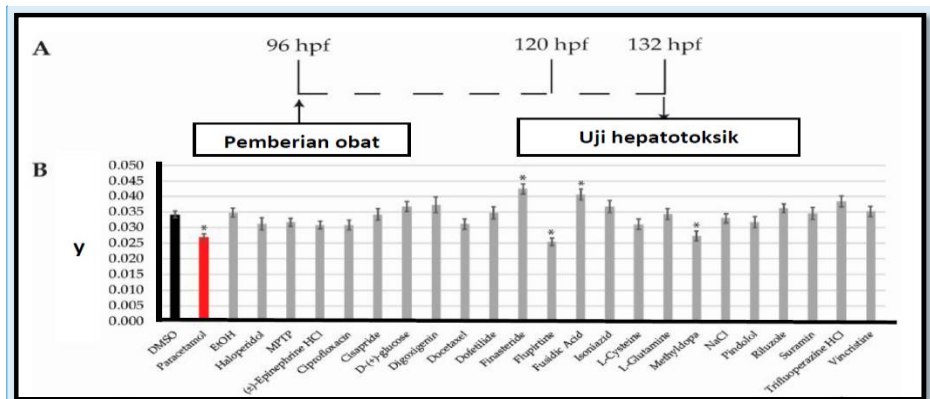 A
96 hpf 120 hpf 132 hpf
Pemberian obat
Uji hepatotoksik
B
y
0.050
0.045
0.040
0.035
0.030
0.025
0.020
0.015
0.010
0.005
0.000
*
*
*
*
*
DMSO
Paracetamol
EtOH
Haloperidol
MPTP
(±)-Epinephrine HCl
Ciprofloxacin
Cisapride
D-(+)-glucose
Digoxigenin
Docetaxel
Dofetilide
Finasteride
Flupirtine
Fusidic Acid
Isoniazid
L-Cysteine
L-Glutamine
Methyldopa
NaCl
Pindolol
Riluzole
Suramin
Trifluoperazine HCl
Vincristine